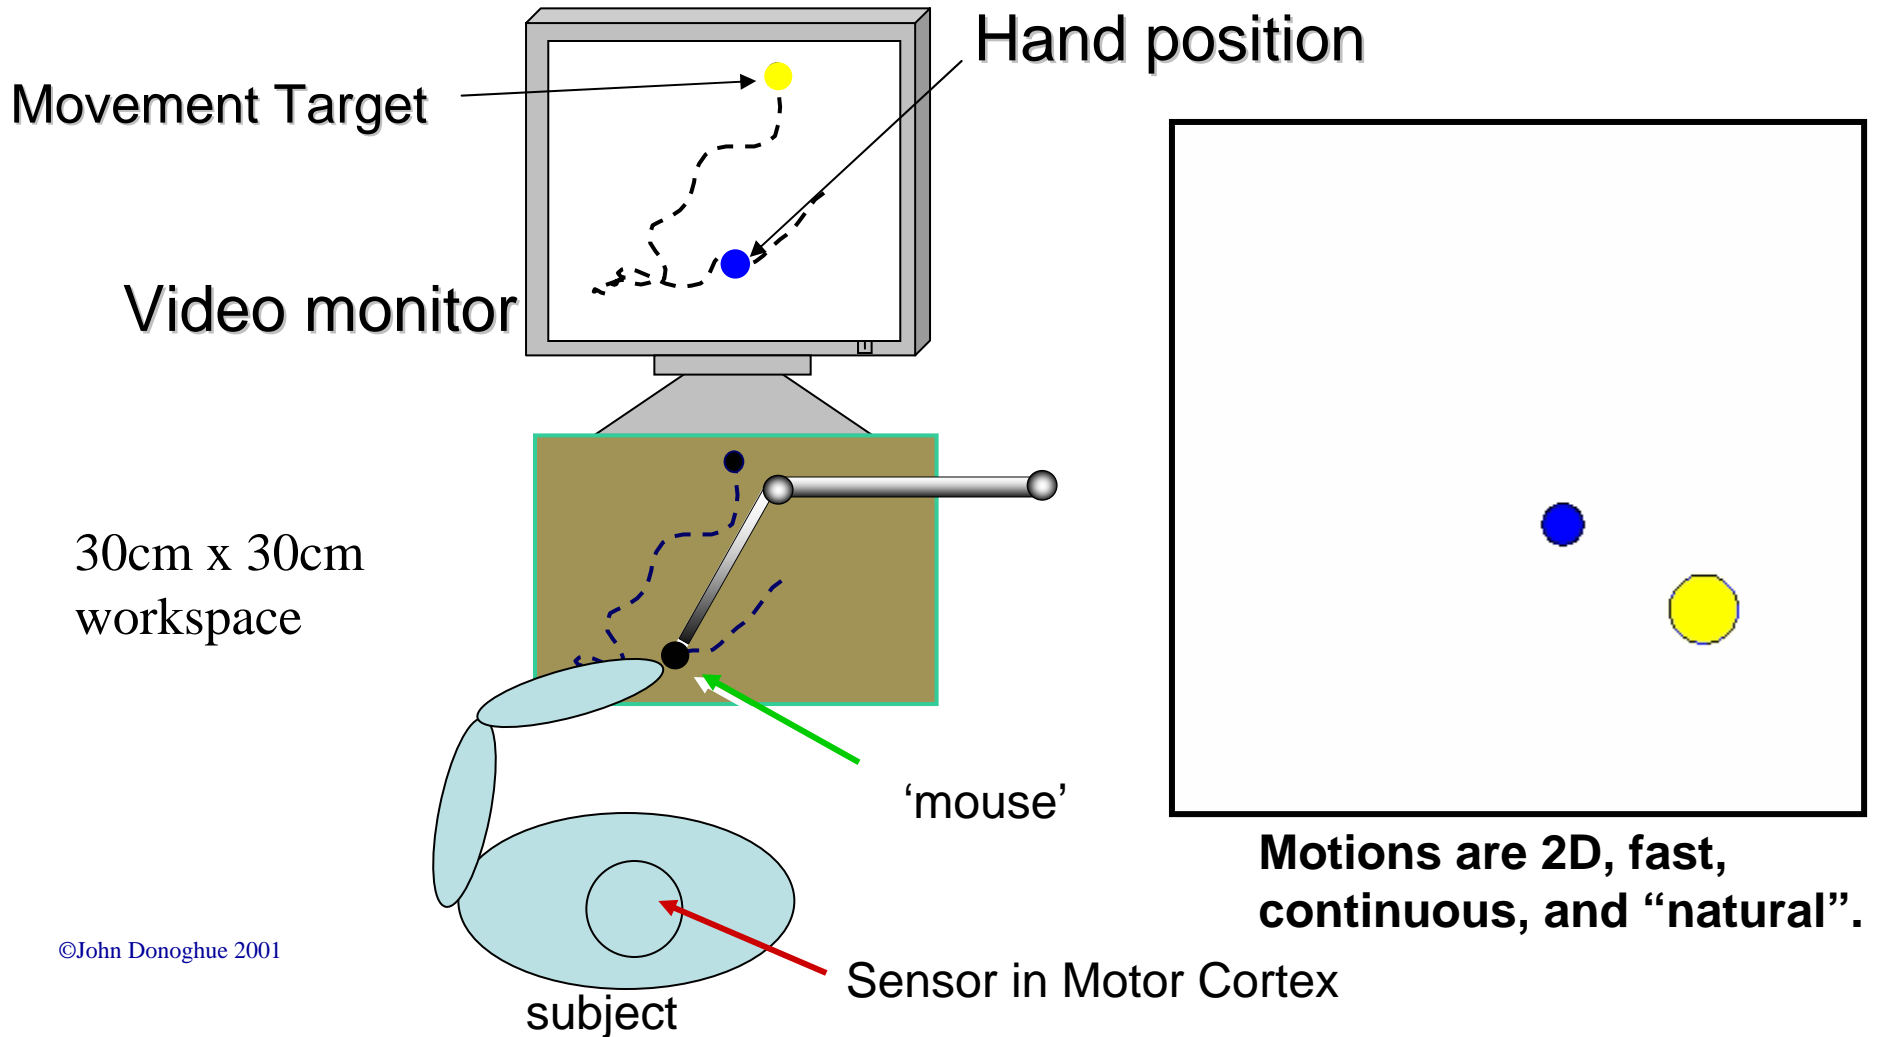 Hand position
Movement Target
Video monitor
30cm x 30cm
workspace
‘mouse’
Motions are 2D, fast,
continuous, and “natural”.
©John Donoghue 2001
Sensor in Motor Cortex
subject